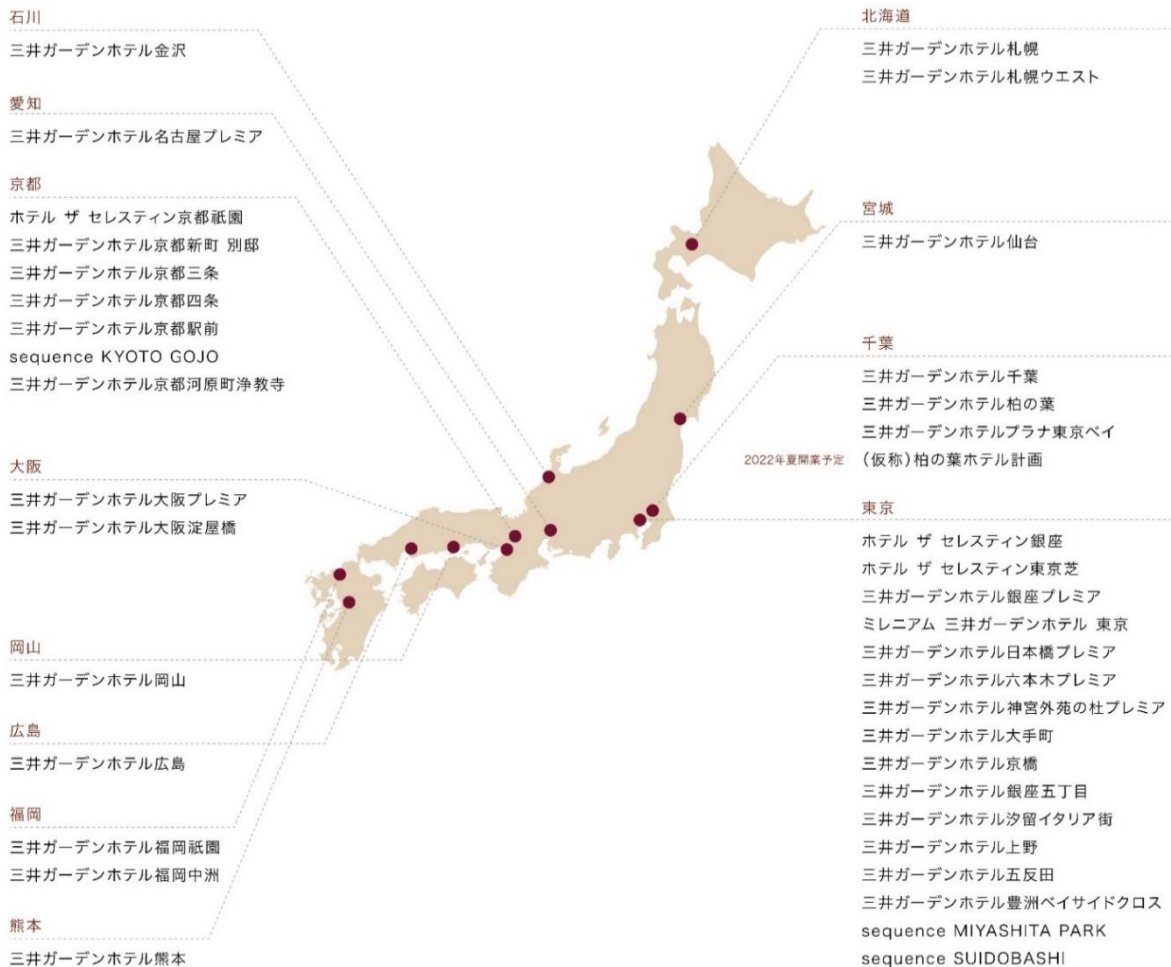 石川
三井ガーデンホテル金沢
愛知
三井ガーデンホテル名古屋プレミア
京都
ホテル ザ セレスティン京都祇園
三井ガーデンホテル京都新町 別邸
三井ガーデンホテル京都三条
三井ガーデンホテル京都四条
三井ガーデンホテル京都駅前
sequence KYOTO GOJO
三井ガーデンホテル京都河原町浄教寺
大阪
三井ガーデンホテル大阪プレミア
三井ガーデンホテル大阪淀屋橋
岡山
三井ガーデンホテル岡山
広島
三井ガーデンホテル広島
福岡
三井ガーデンホテル福岡祇園
三井ガーデンホテル福岡中洲
熊本
三井ガーデンホテル熊本
北海道
三井ガーデンホテル札幌
三井ガーデンホテル札幌ウエスト
宮城
三井ガーデンホテル仙台
千葉
三井ガーデンホテル千葉
三井ガーデンホテル柏の葉
三井ガーデンホテルプラナ東京ベイ
2022年夏開業予定 (仮称)柏の葉ホテル計画
東京
ホテル ザ セレスティン銀座
ホテル ザ セレスティン東京芝
三井ガーデンホテル銀座プレミア
ミレニアム 三井ガーデンホテル 東京
三井ガーデンホテル日本橋プレミア
三井ガーデンホテル六本木プレミア
三井ガーデンホテル神宮外苑の杜プレミア
三井ガーデンホテル大手町
三井ガーデンホテル京橋
三井ガーデンホテル銀座五丁目
三井ガーデンホテル汐留イタリア街
三井ガーデンホテル上野
三井ガーデンホテル五反田
三井ガーデンホテル豊洲ベイサイドクロス
sequence MIYASHITA PARK
sequence SUIDOBASHI